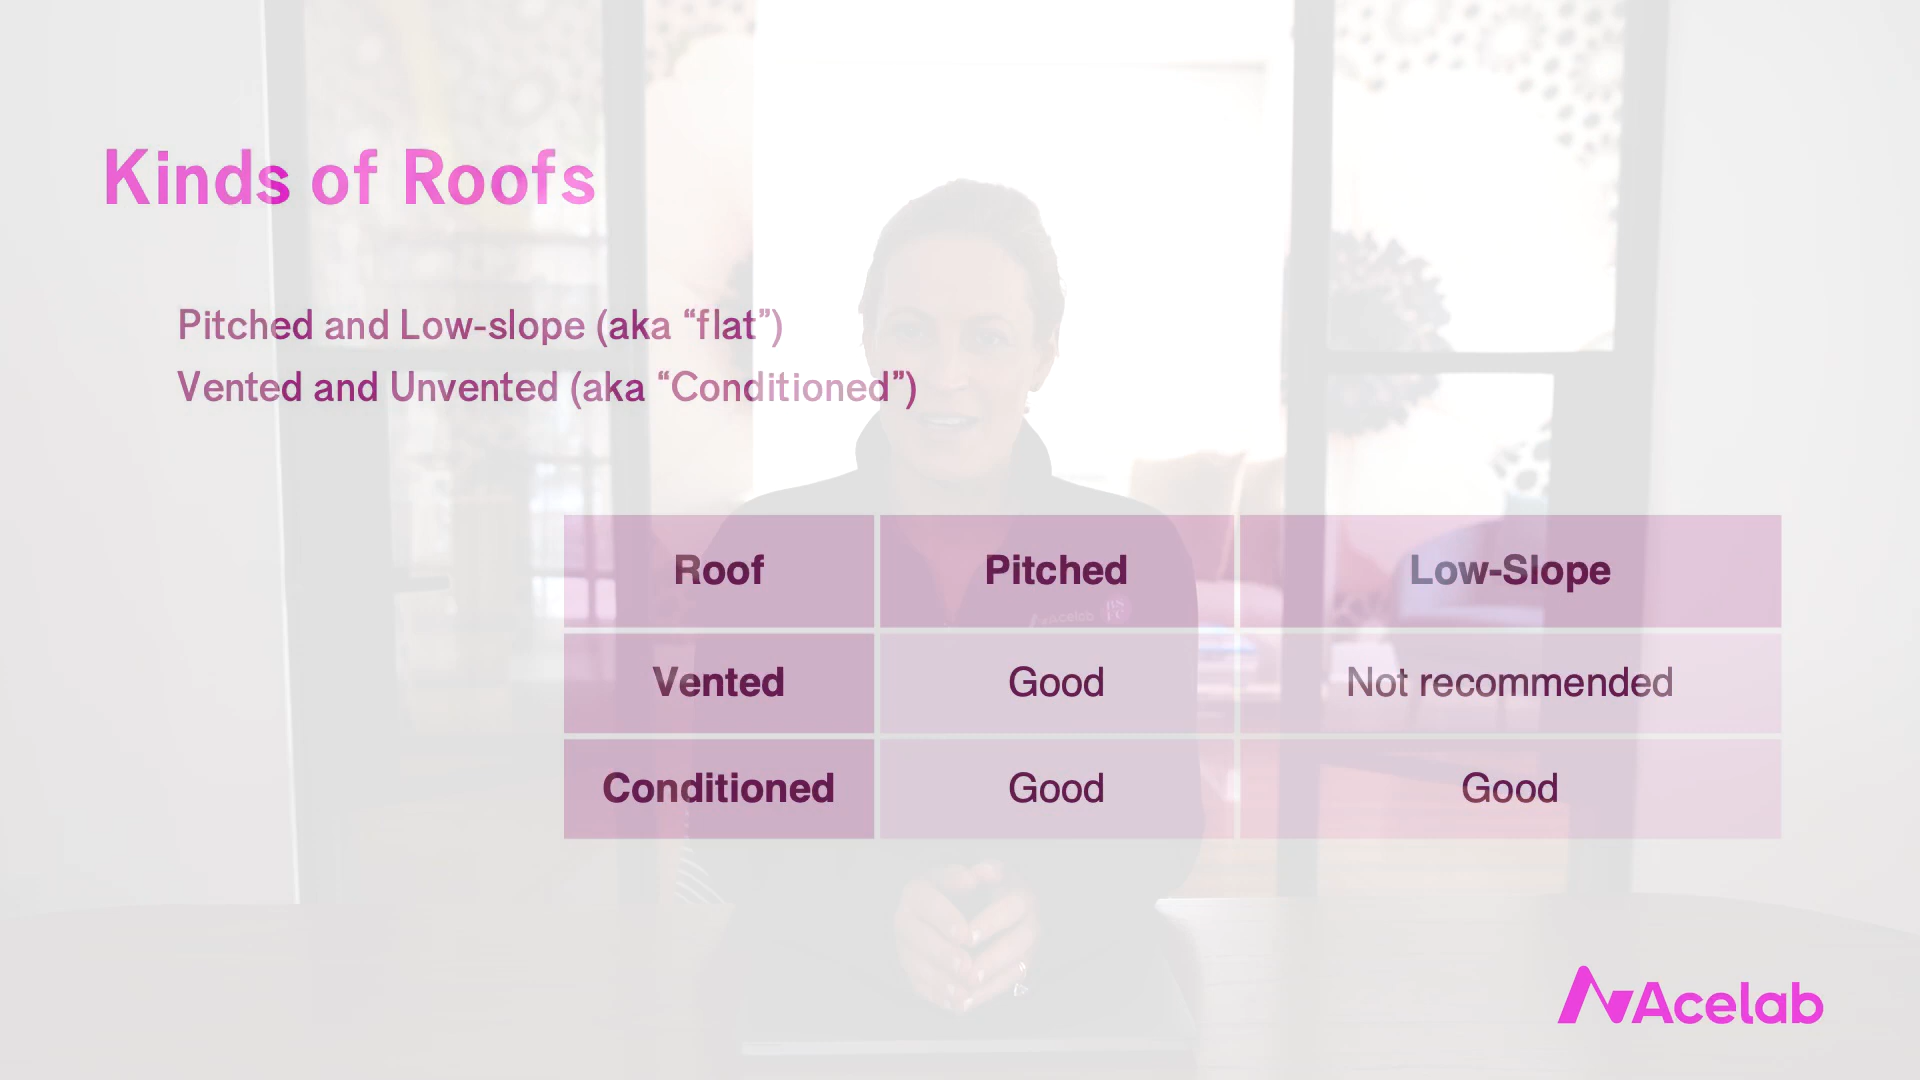 Kinds of Roofs
Pitched and Low-slope (aka “flat”)
Vented and Unvented (aka “Conditioned”)
Roof Pitched Low-Slope
Vented Good Not recommended
Conditioned Good Good
Acelab
Acelab